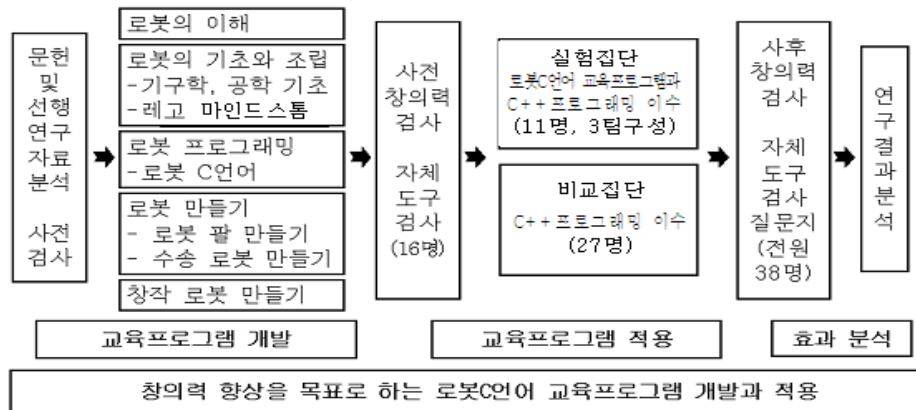 문헌
및
선행
연구
자료
분석
사전
검사
로봇의 이해
로봇의 기초와 조립
-기구학, 공학 기초
-레고 마인드스톰
로봇 프로그래밍
-로봇 C언어
로봇 만들기
- 로봇 팔 만들기
- 수송 로봇 만들기
창작 로봇 만들기
사전
창의력
검사
자체
도구
검사
(16명)
실험집단
로봇C언어 교육프로그램과
C++프로그래밍 이수
(11명, 3팀구성)
비교집단
C++프로그래밍 이수
(27명)
사후
창의력
검사
자체
도구
검사
질문지
(전원
38명)
연
구
결
과
분
석
교육프로그램 개발
교육프로그램 적용
효과 분석
창의력 향상을 목표로 하는 로봇C언어 교육프로그램 개발과 적용